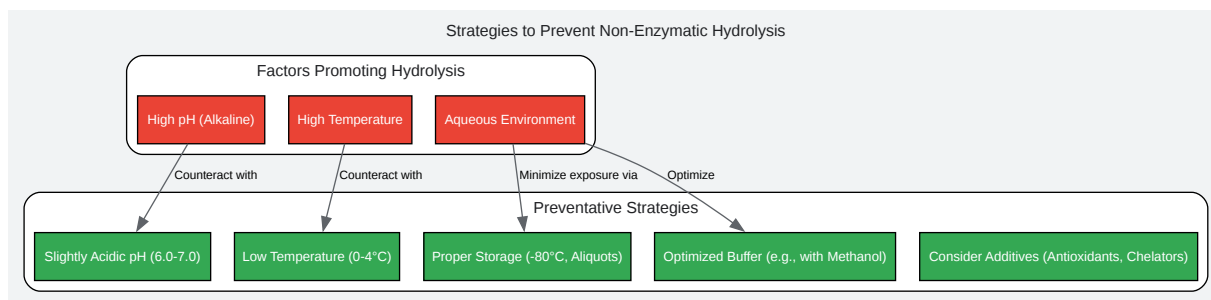 Strategies to Prevent Non-Enzymatic Hydrolysis
Factors Promoting Hydrolysis
High pH (Alkaline)
High Temperature
Aqueous Environment
Counteract with
Counteract with
Minimize exposure via
Optimize
Preventative Strategies
Slightly Acidic pH (6.0-7.0)
Low Temperature (0-4°C)
Proper Storage (-80°C, Aliquots)
Optimized Buffer (e.g., with Methanol)
Consider Additives (Antioxidants, Chelators)